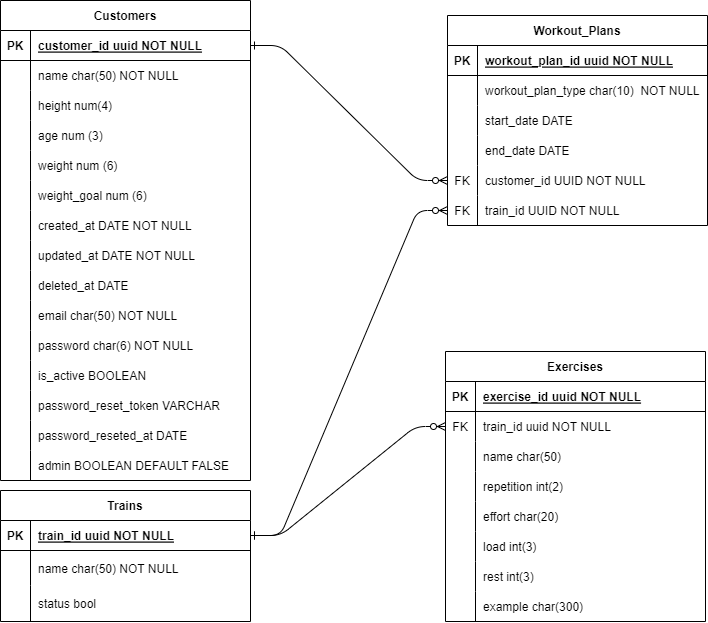 Customers
PK customer_id uuid NOT NULL
name char(50) NOT NULL
height num(4)
age num (3)
weight num (6)
weight_goal num (6)
created_at DATE NOT NULL
updated_at DATE NOT NULL
deleted_at DATE
email char(50) NOT NULL
password char(6) NOT NULL
is_active BOOLEAN
password_reset_token VARCHAR
password_reseted_at DATE
admin BOOLEAN DEFAULT FALSE
Trains
PK train_id uuid NOT NULL
name char(50) NOT NULL
status bool
Workout_Plans
PK workout_plan_id uuid NOT NULL
workout_plan_type char(10) NOT NULL
start_date DATE
end_date DATE
FK customer_id UUID NOT NULL
FK train_id UUID NOT NULL
Exercises
PK exercise_id uuid NOT NULL
FK train_id uuid NOT NULL
name char(50)
repetition int(2)
effort char(20)
load int(3)
rest int(3)
example char(300)